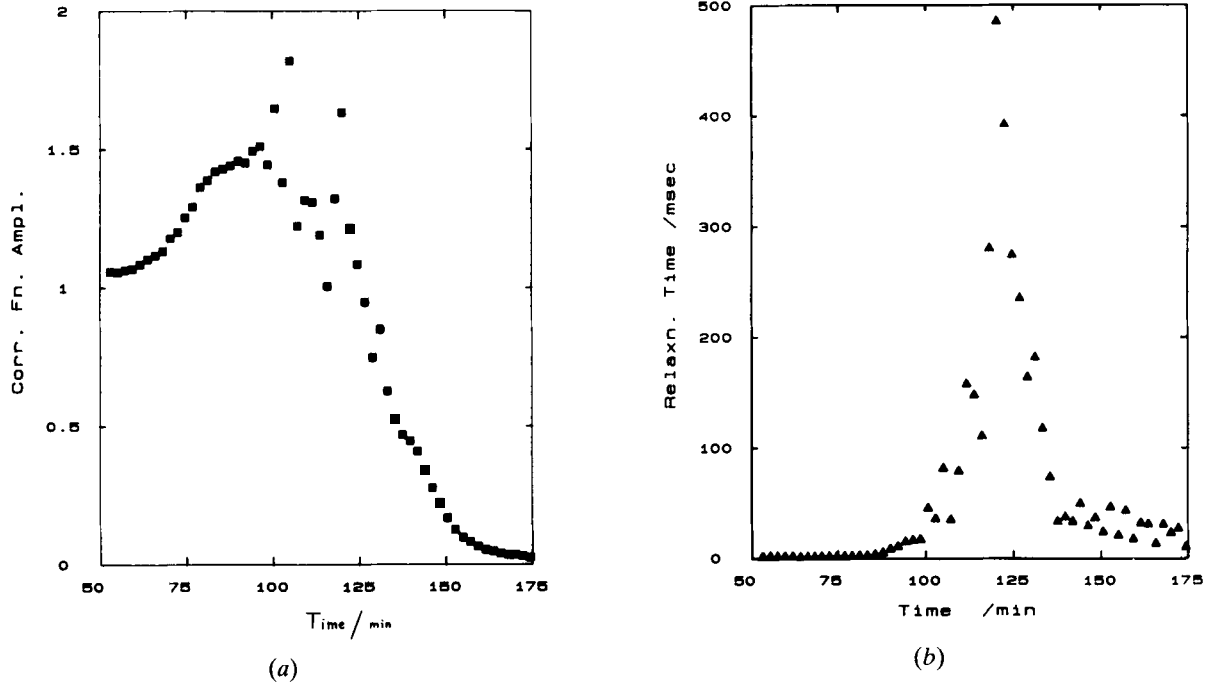 2
1.5
1
0.5
0
Corr. Fn. Ampl.
50 75 100 125 150 175
Time / min
(a)
500
400
300
200
100
0
Relaxn. Time /msec
50 75 100 125 150 175
Time /min
(b)